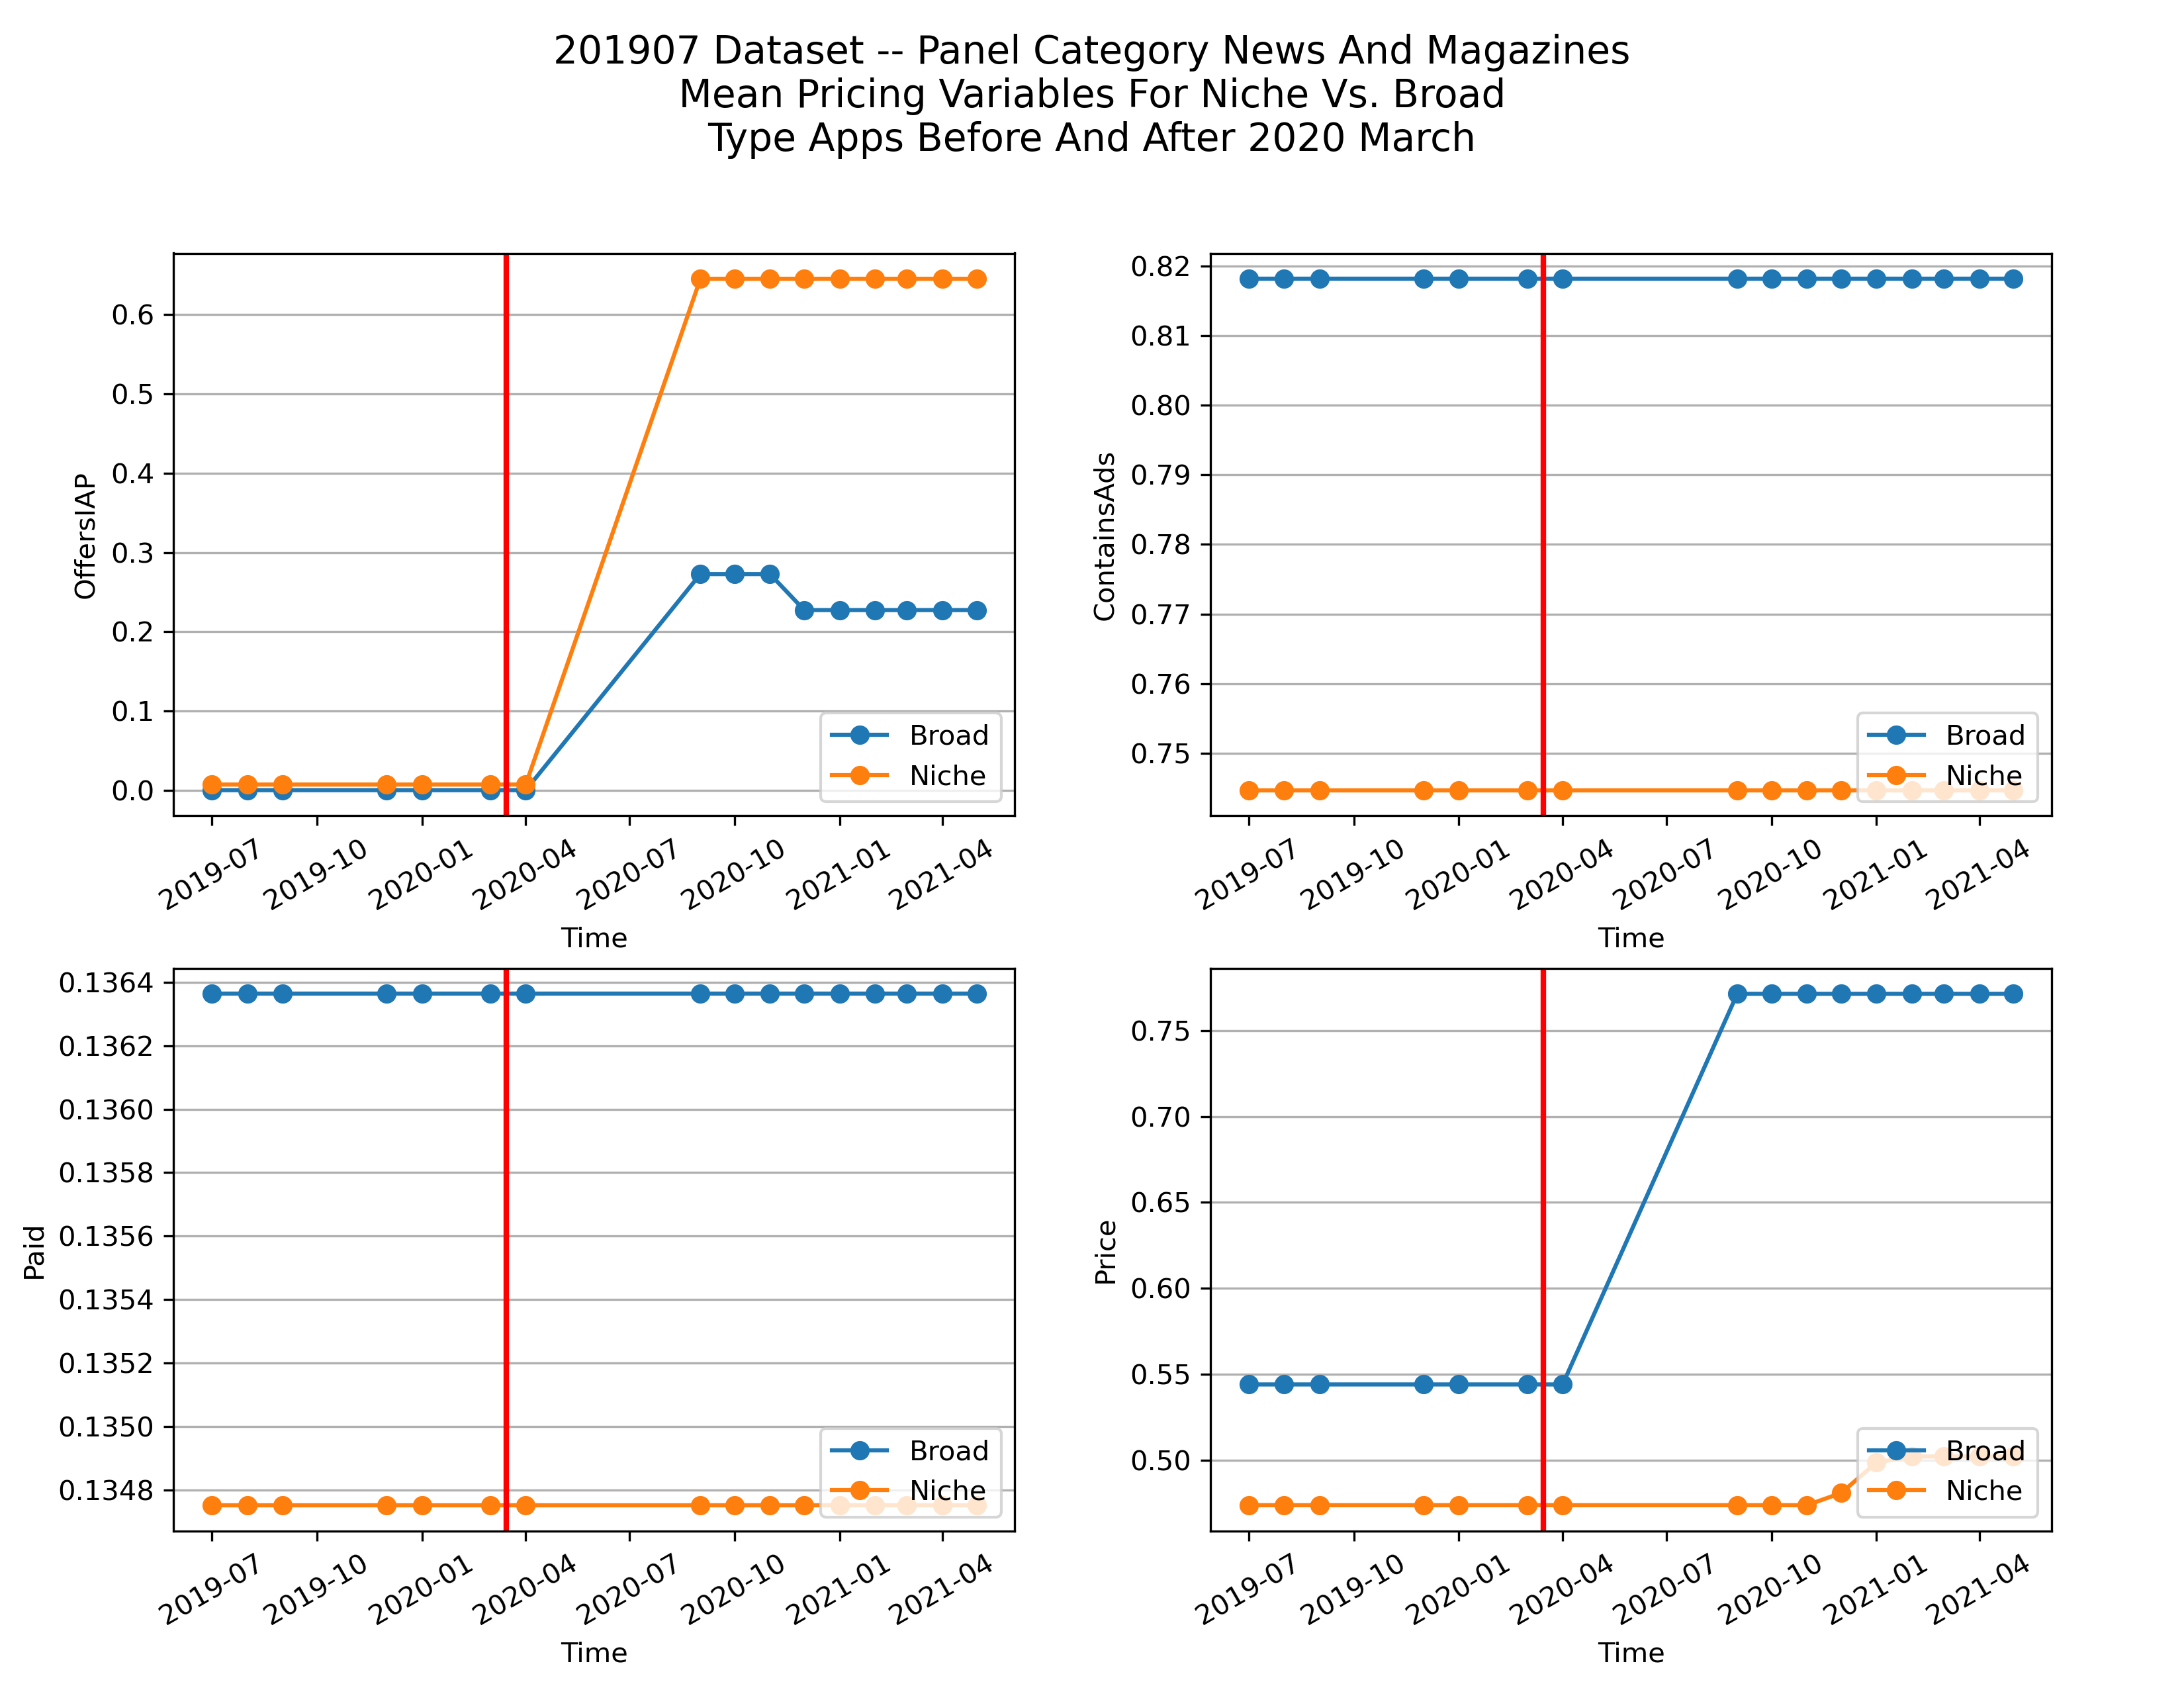 201907 Dataset -- Panel Category News And Magazines
Mean Pricing Variables For Niche Vs. Broad
Type Apps Before And After 2020 March
OffersIAP
0.6
0.5
0.4
0.3
0.2
0.1
0.0
Broad
Niche
2019-07 2019-10 2020-01 2020-04 2020-07 2020-10 2021-01 2021-04
Time
ContainsAds
0.82
0.81
0.80
0.79
0.78
0.77
0.76
0.75
Broad
Niche
2019-07 2019-10 2020-01 2020-04 2020-07 2020-10 2021-01 2021-04
Time
Paid
0.1364
0.1362
0.1360
0.1358
0.1356
0.1354
0.1352
0.1350
0.1348
Broad
Niche
2019-07 2019-10 2020-01 2020-04 2020-07 2020-10 2021-01 2021-04
Time
Price
0.75
0.70
0.65
0.60
0.55
0.50
Broad
Niche
2019-07 2019-10 2020-01 2020-04 2020-07 2020-10 2021-01 2021-04
Time